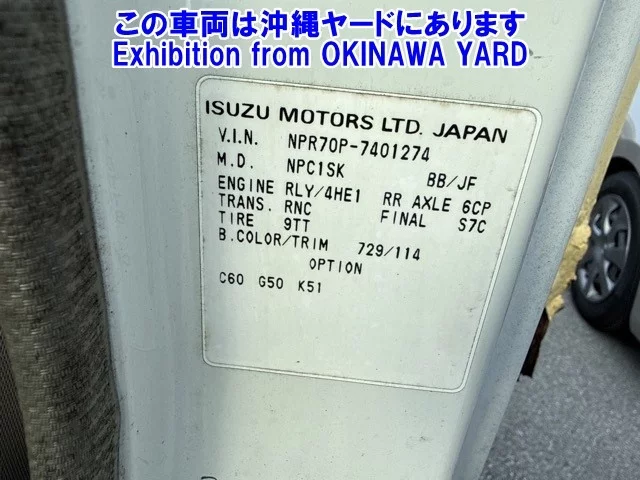 この車両は沖縄ヤードにあります
Exhibition from OKINAWA YARD
ISUZU MOTORS LTD. JAPAN
V.I.N. NPR70P-7401274
M.D. NPC1SK BB/JF
ENGINE RLY/4HE1 RR AXLE 6CP
TRANS. RNC FINAL S7C
TIRE 9TT
B.COLOR/TRIM 729/114
OPTION
C60 G50 K51